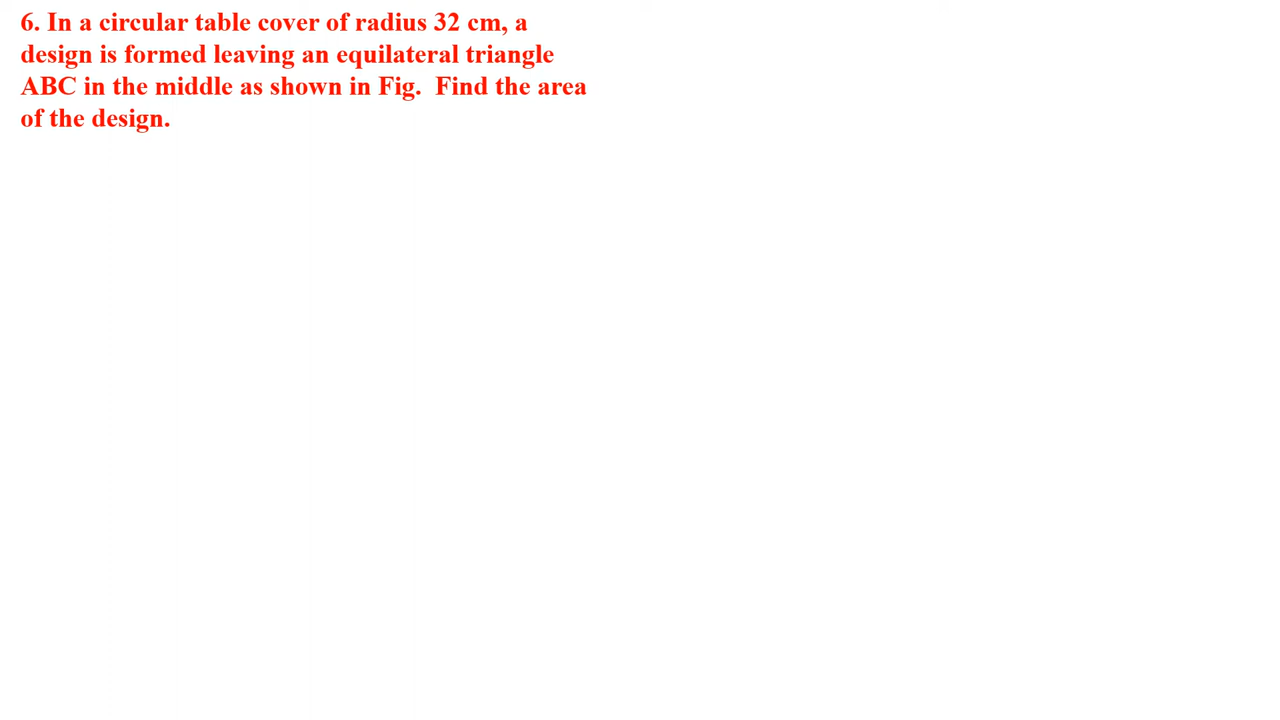 6. In a circular table cover of radius 32 cm, a
design is formed leaving an equilateral triangle
ABC in the middle as shown in Fig.  Find the area
of the design.